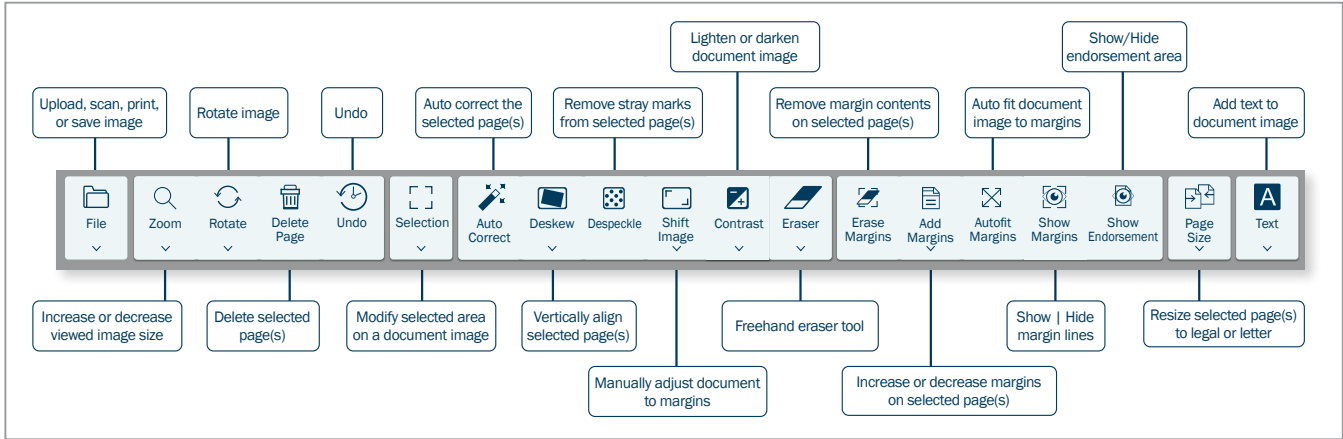 Lighten or darken
document image
Show/Hide
endorsement area
Upload, scan, print,
or save image
Rotate image
Undo
Auto correct the
selected page(s)
Remove stray marks
from selected page(s)
Remove margin contents
on selected page(s)
Auto fit document
image to margins
Add text to
document image
File
Zoom
Rotate
Delete
Page
Undo
Selection
Auto
Correct
Deskew
Despeckle
Shift
Image
Contrast
Eraser
Erase
Margins
Add
Margins
Autofit
Margins
Show
Margins
Show
Endorsement
Page
Size
A
Text
Increase or decrease
viewed image size
Delete selected
page(s)
Modify selected area
on a document image
Vertically align
selected page(s)
Freehand eraser tool
Show | Hide
margin lines
Resize selected page(s)
to legal or letter
Manually adjust document
to margins
Increase or decrease margins
on selected page(s)